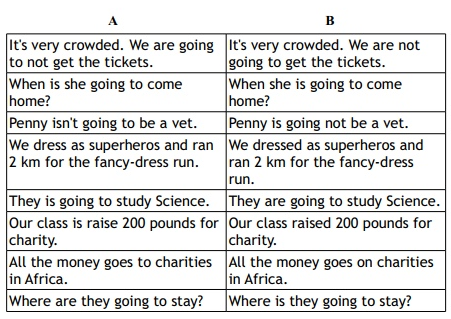 A B
It's very crowded. We are going It's very crowded. We are not
to not get the tickets. going to get the tickets.
When is she going to come When she is going to come
home? home?
Penny isn't going to be a vet. Penny is going not be a vet.
We dress as superheros and ran We dressed as superheros and
2 km for the fancy-dress run. ran 2 km for the fancy-dress
run.
They is going to study Science. They are going to study Science.
Our class is raise 200 pounds for Our class raised 200 pounds for
charity. charity.
All the money goes to charities All the money goes on charities
in Africa. in Africa.
Where are they going to stay? Where is they going to stay?